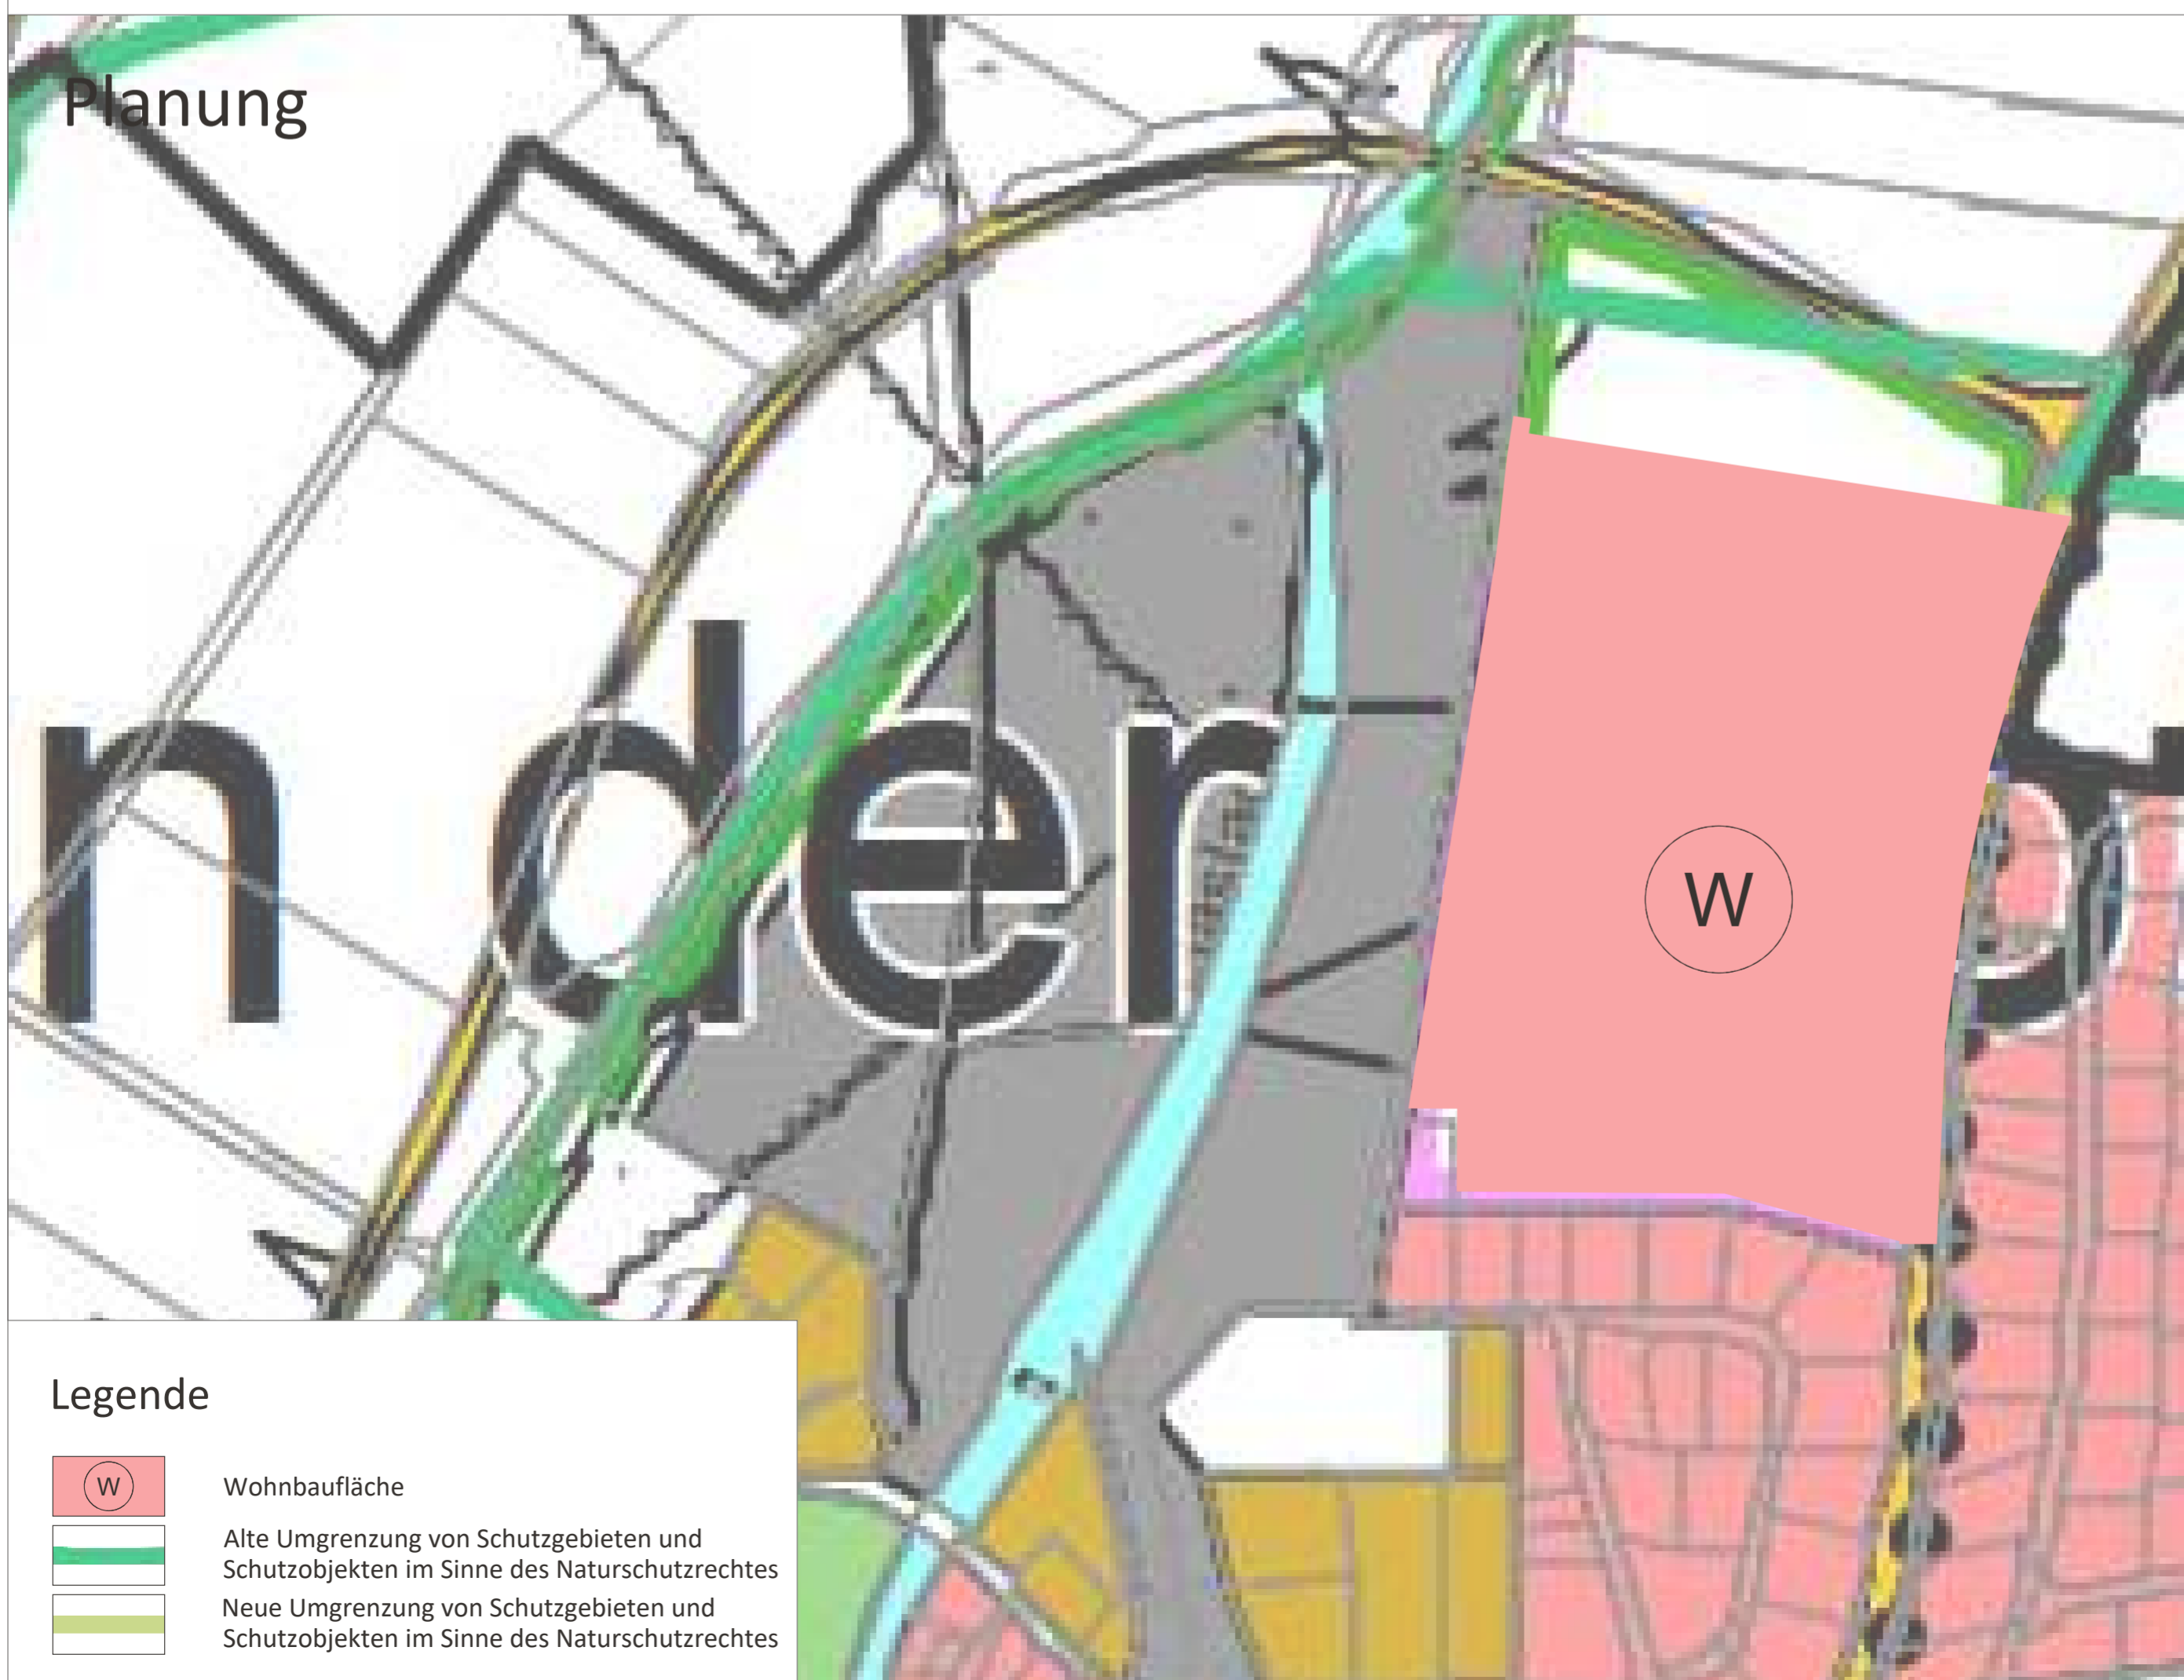 Planung
n der
W
Legende
W
Wohnbaufläche
Alte Umgrenzung von Schutzgebieten und
Schutzobjekten im Sinne des Naturschutzrechtes
Neue Umgrenzung von Schutzgebieten und
Schutzobjekten im Sinne des Naturschutzrechtes